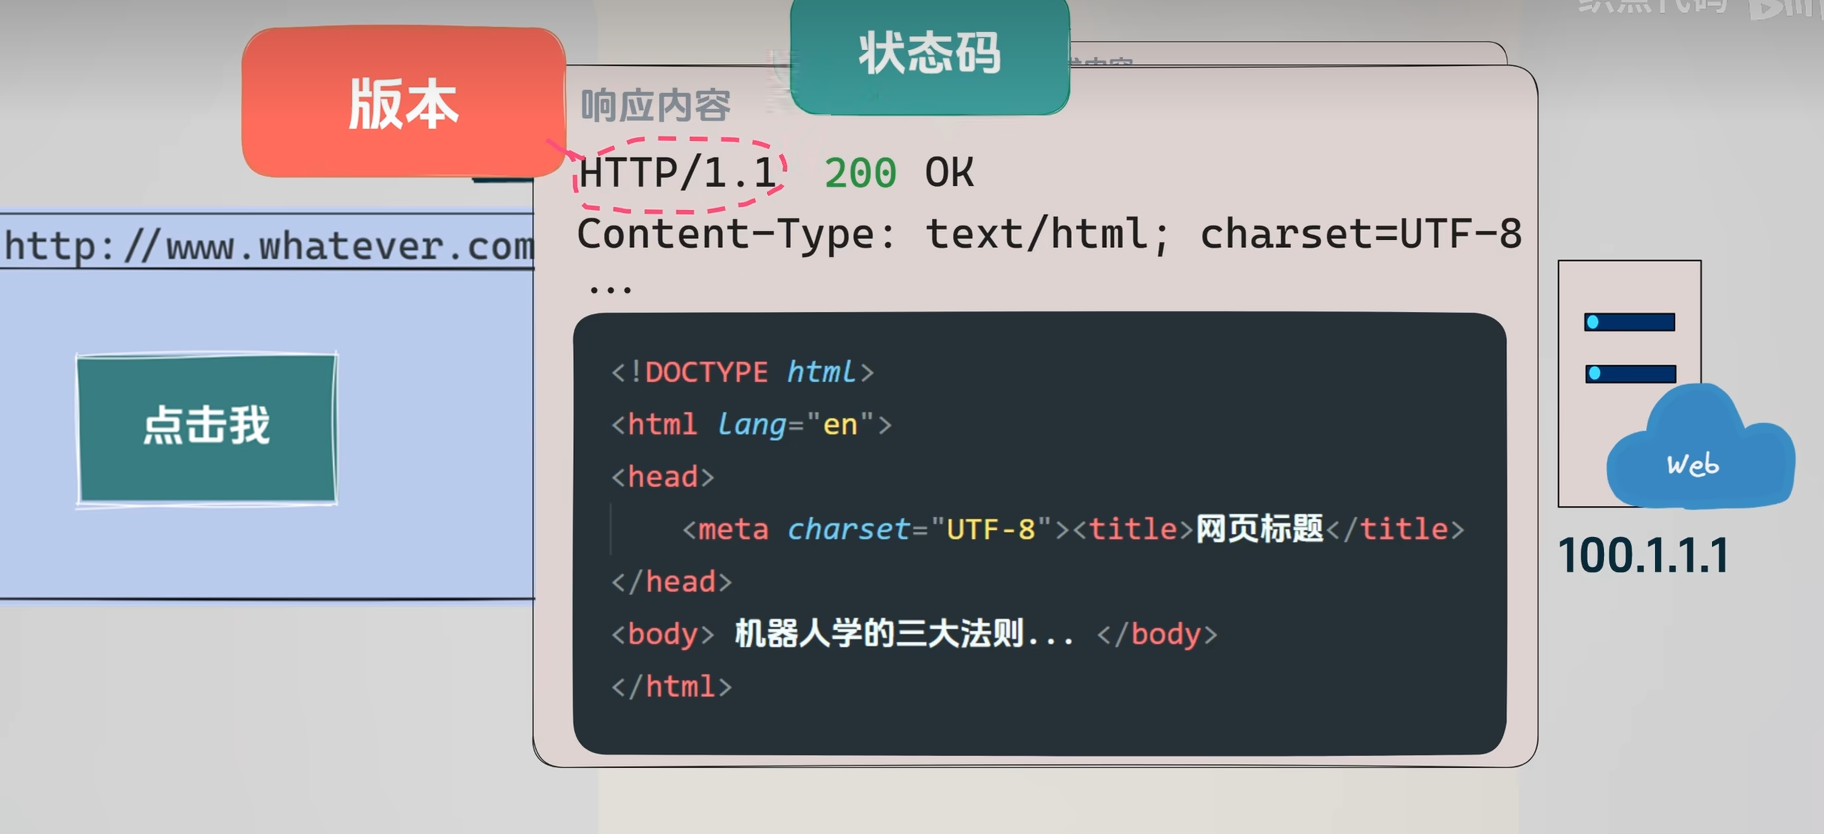 版本
状态码
响应内容
HTTP/1.1 200 OK
Content-Type: text/html; charset=UTF-8
...
http://www.whatever.com
点击我
<!DOCTYPE html>
<html lang="en">
<head>
<meta charset="UTF-8"><title>网页标题</title>
</head>
<body> 机器人学的三大法则... </body>
</html>
Web
100.1.1.1